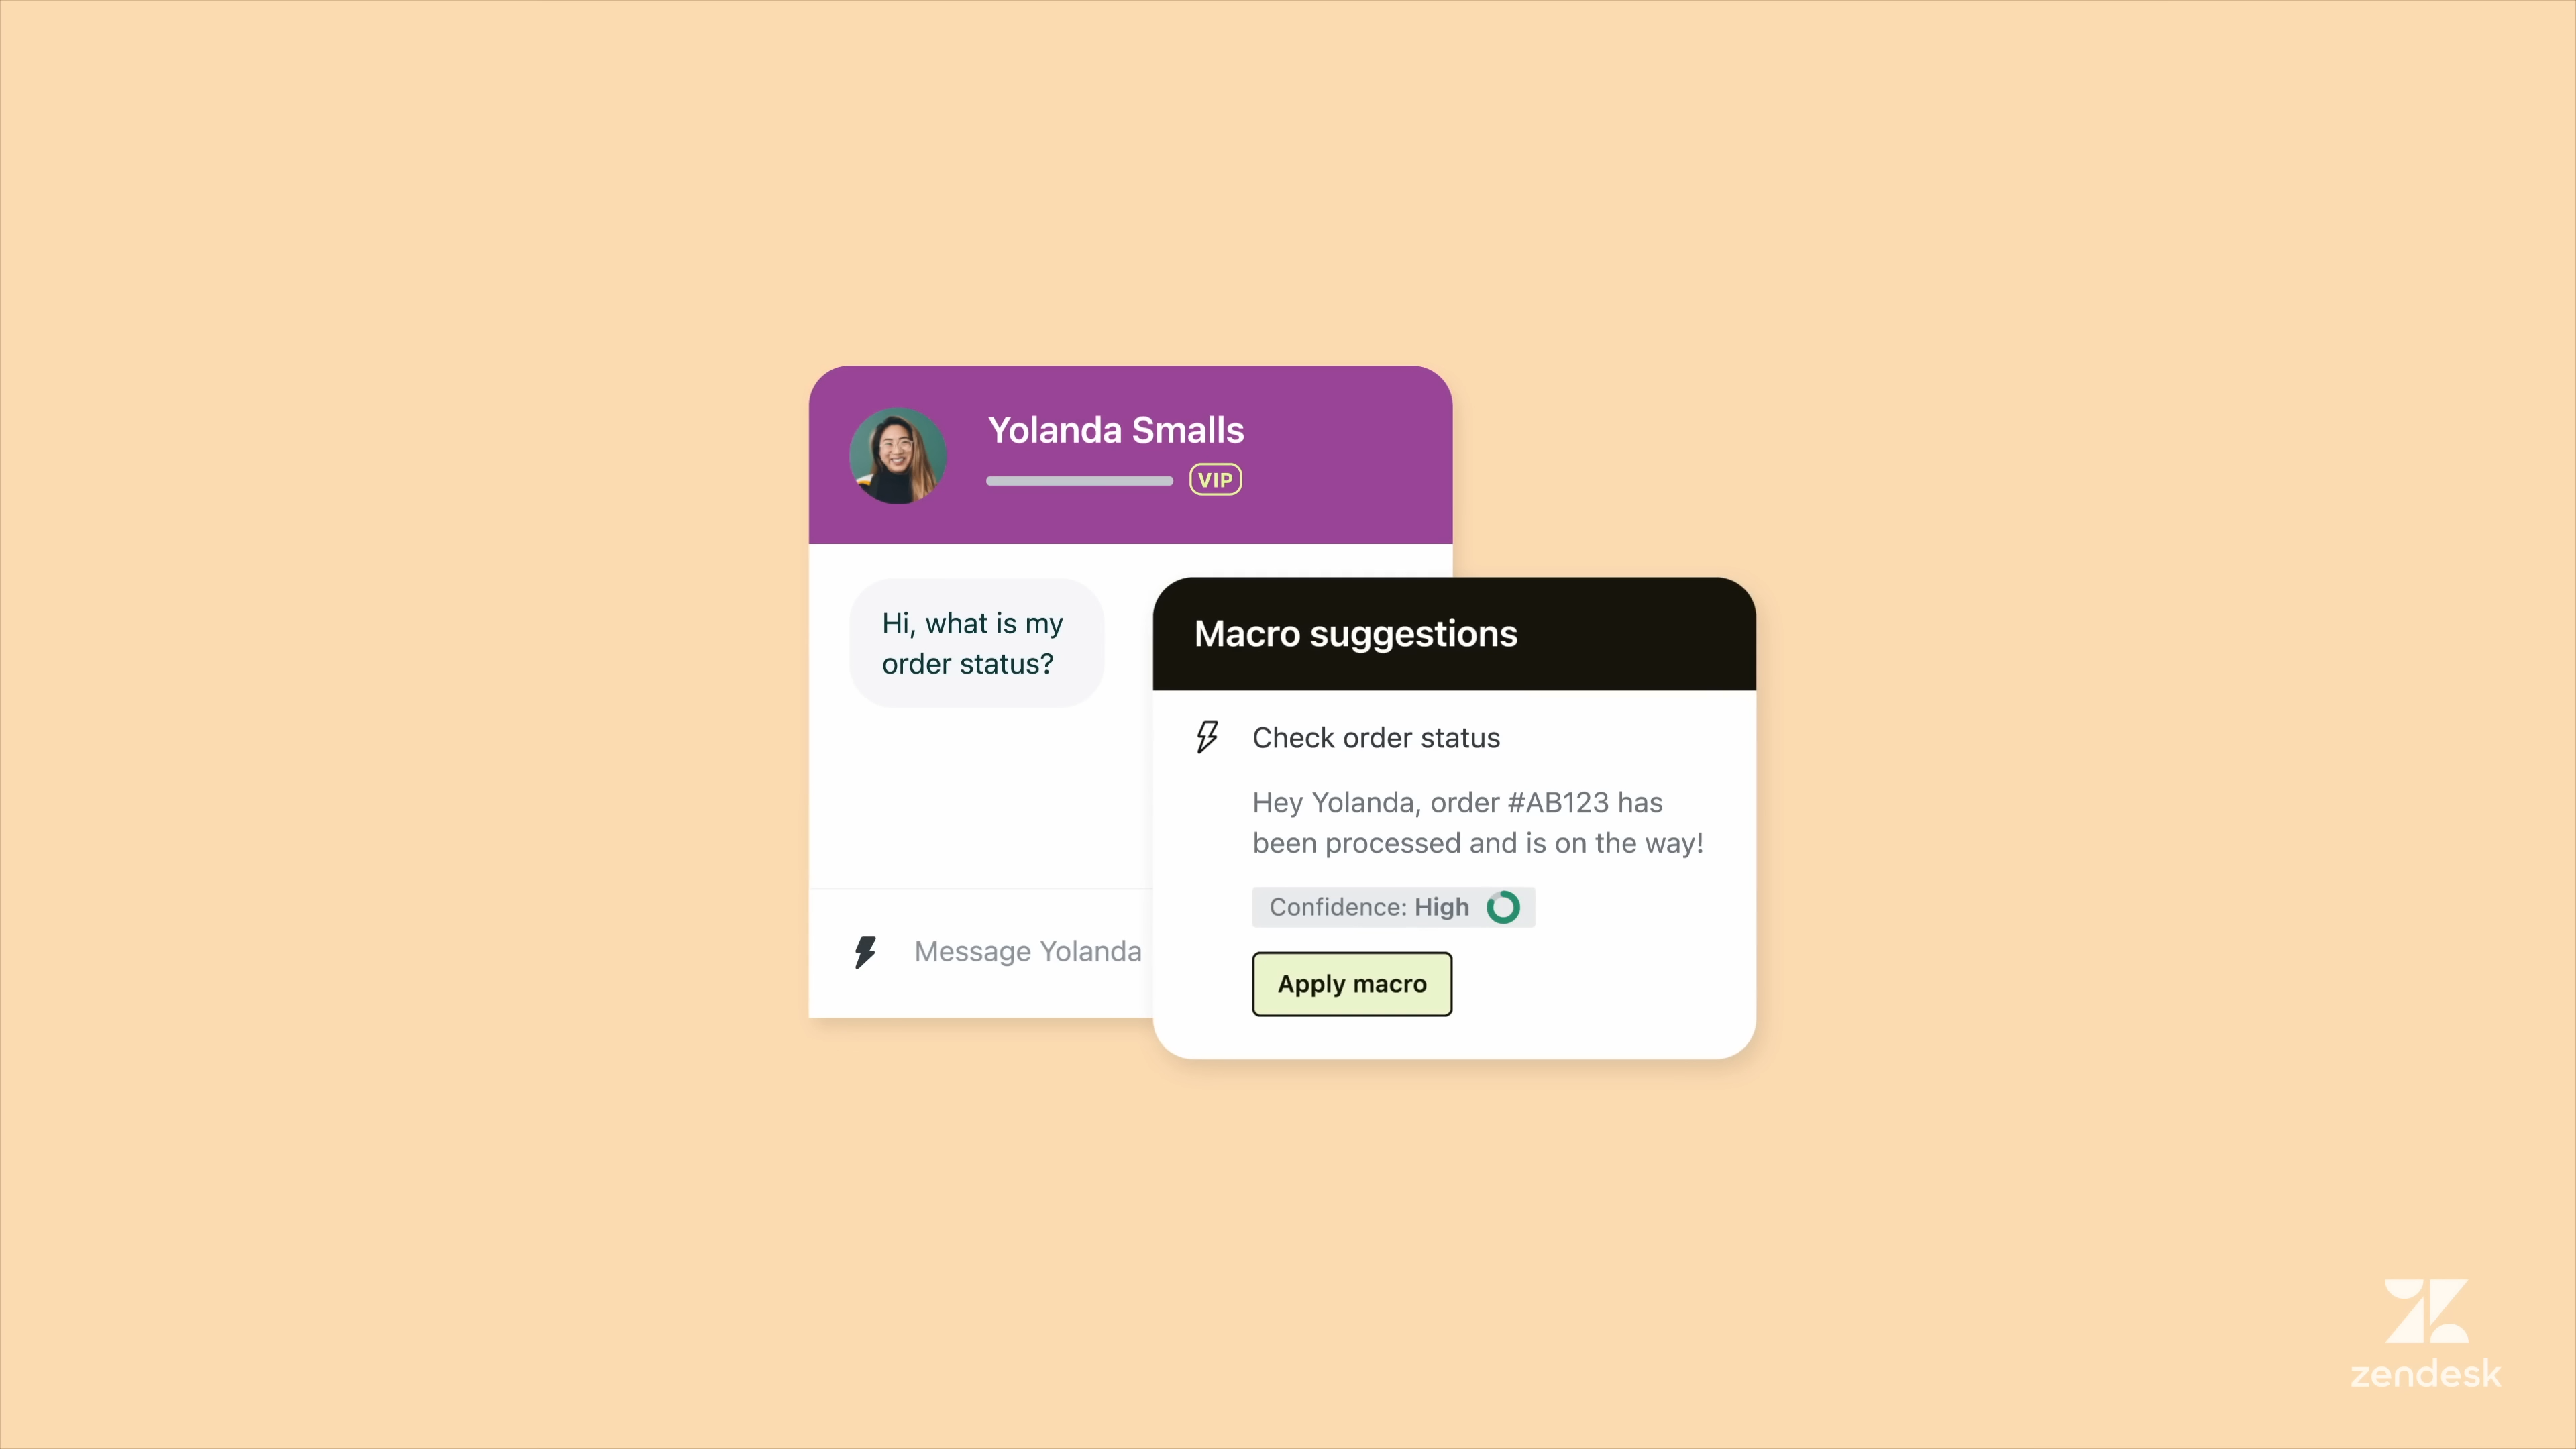 Yolanda Smalls
VIP
Hi, what is my
order status?
Message Yolanda
Macro suggestions
Check order status
Hey Yolanda, order #AB123 has
been processed and is on the way!
Confidence: High
Apply macro
zendesk